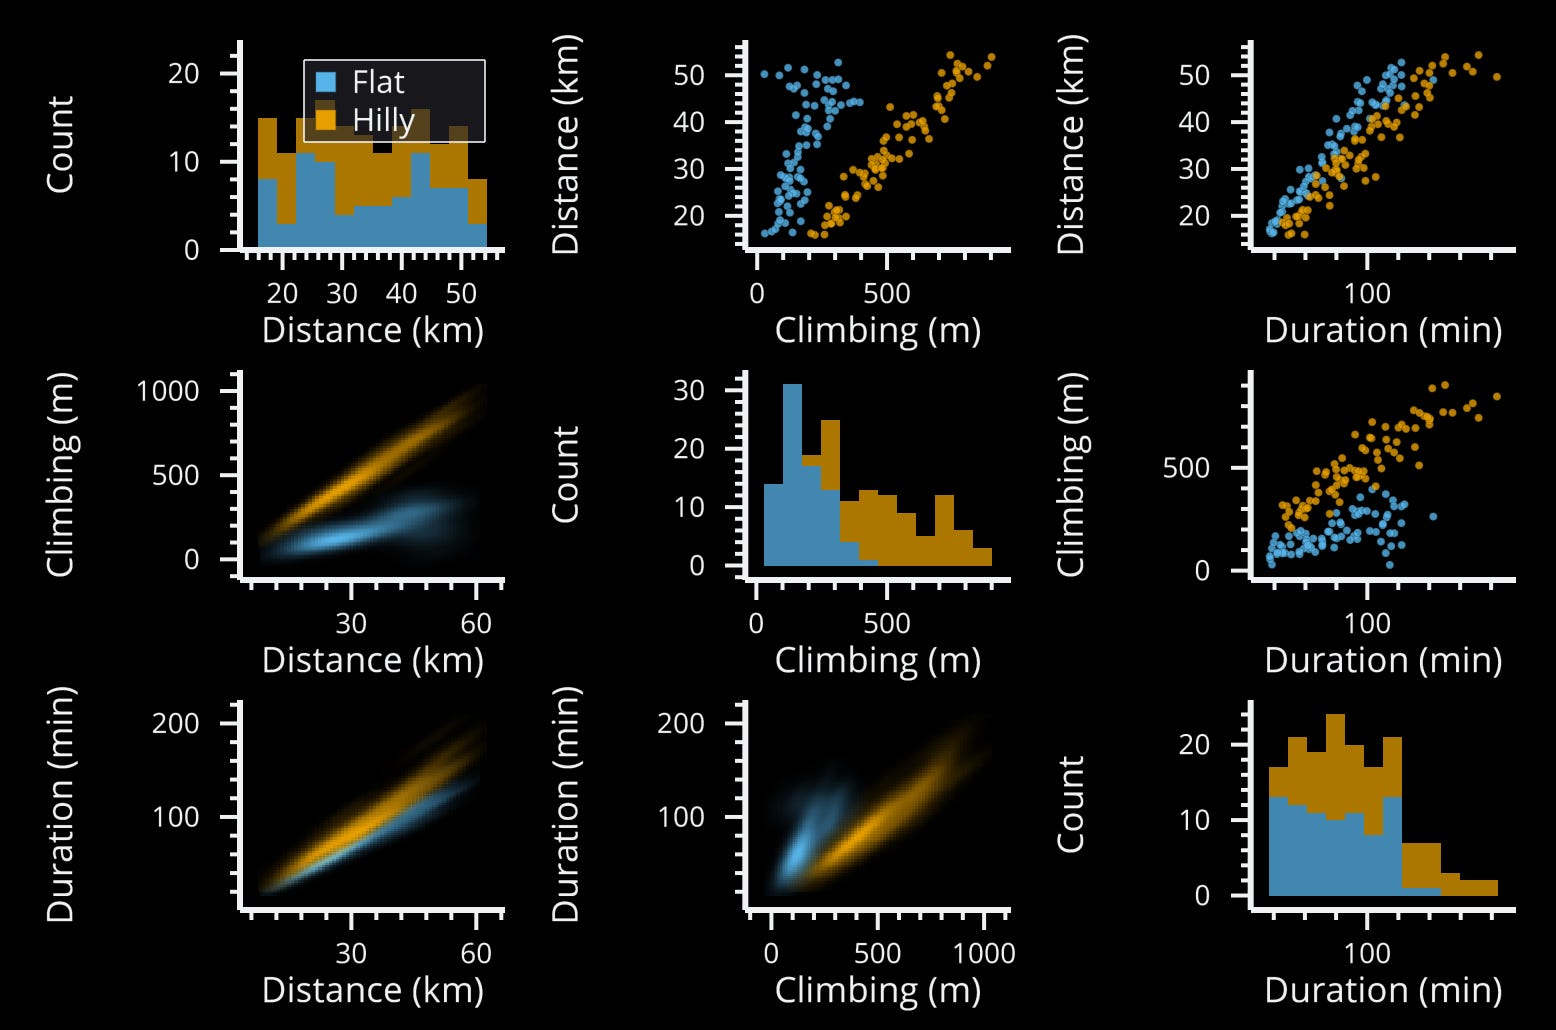 Count
20
10
0
Flat
Hilly
20 30 40 50
Distance (km)
Distance (km)
50
40
30
20
0 500
Climbing (m)
Distance (km)
50
40
30
20
100
Duration (min)
Climbing (m)
1000
500
0
30 60
Distance (km)
Count
30
20
10
0
0 500
Climbing (m)
Climbing (m)
500
0
100
Duration (min)
Duration (min)
200
100
30 60
Distance (km)
Duration (min)
200
100
0 500 1000
Climbing (m)
Count
20
10
0
100
Duration (min)